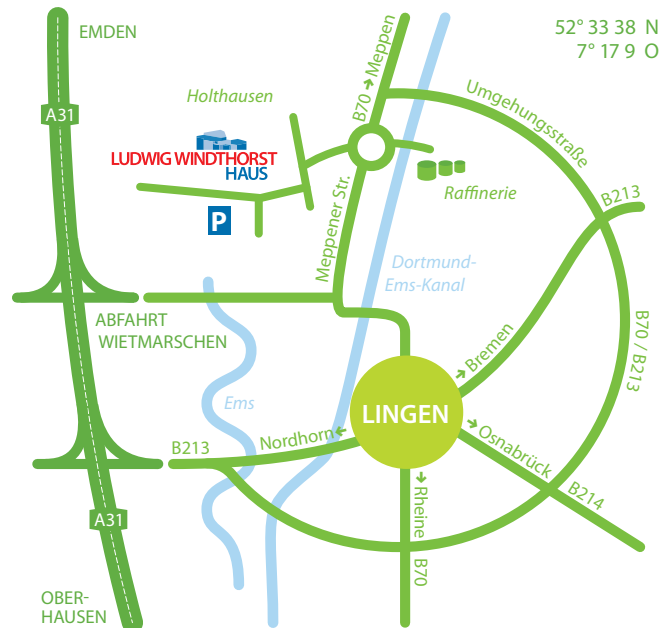 EMDEN
52° 33 38 N
7° 17 9 O
A31
Holthausen
B70 → Meppen
Umgehungsstraße
LUDWIG WINDTHORST
HAUS
Raffinerie
B213
P
Meppener Str.
Dortmund-
Ems-Kanal
ABFAHRT
WIETMARSCHEN
B70 / B213
Bremen
Ems
LINGEN
B213
Nordhorn
Osnabrück
B214
Rheine
B70
A31
OBER-
HAUSEN